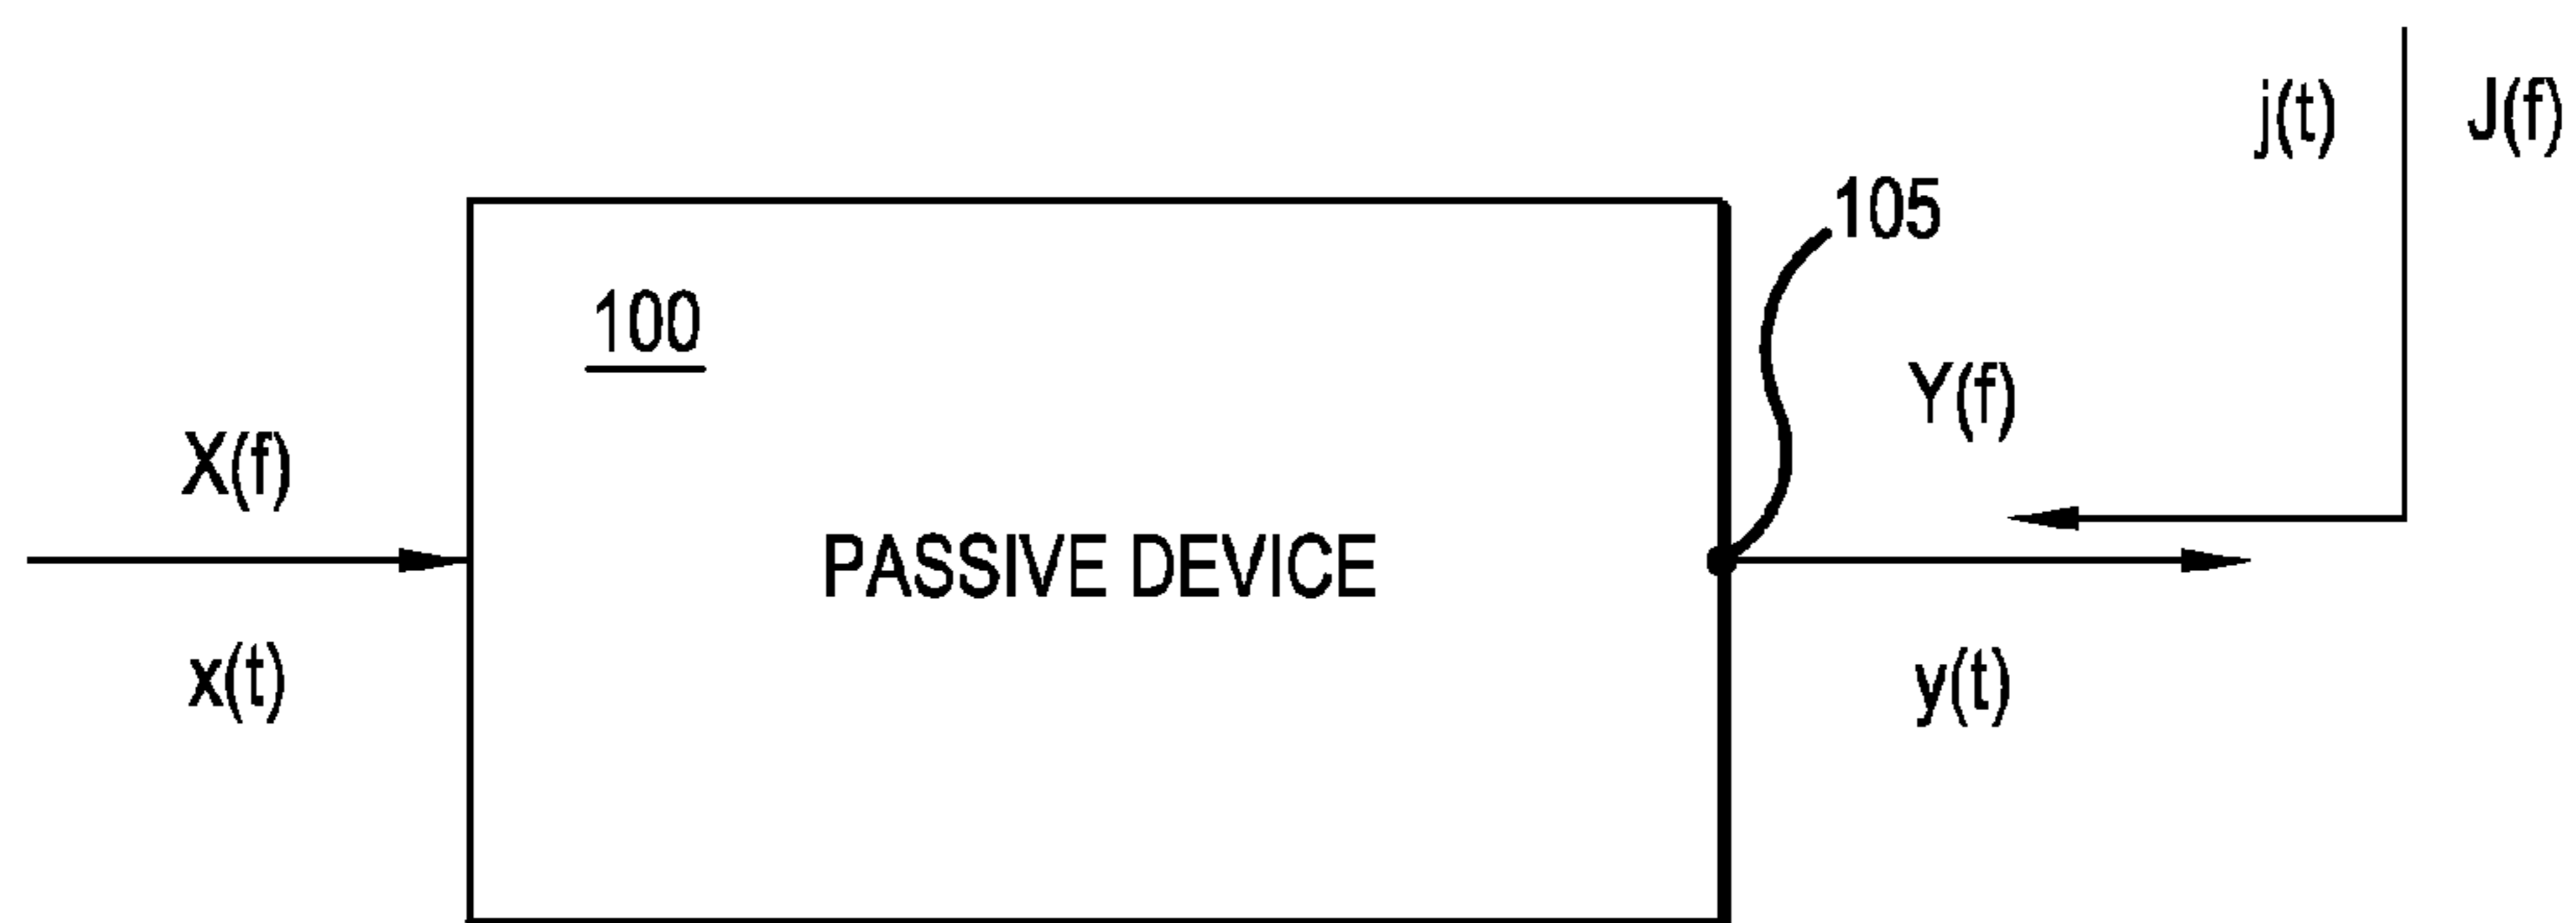 j(t)
J(f)
105
100
Y(f)
X(f)
PASSIVE DEVICE
x(t)
y(t)